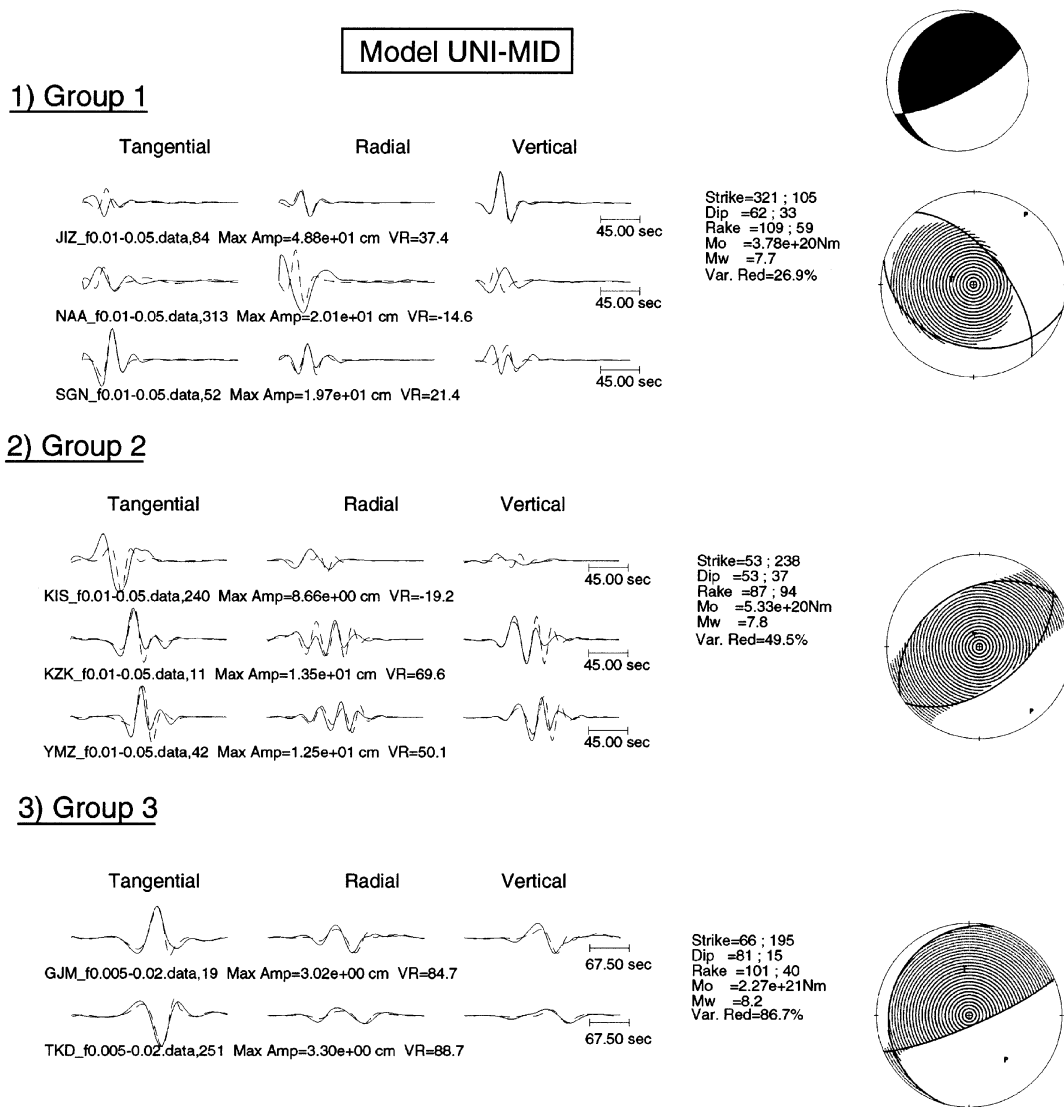 Model UNI-MID
1) Group 1
Tangential Radial Vertical
45.00 sec
JIZ_f0.01-0.05.data,84 Max Amp=4.88e+01 cm VR=37.4
45.00 sec
NAA_f0.01-0.05.data,313 Max Amp=2.01e+01 cm VR=-14.6
45.00 sec
SGN_f0.01-0.05.data,52 Max Amp=1.97e+01 cm VR=21.4
Strike=321 ; 105
Dip =62 ; 33
Rake =109 ; 59
Mo =3.78e+20Nm
Mw =7.7
Var. Red=26.9%
P
2) Group 2
Tangential Radial Vertical
45.00 sec
KIS_f0.01-0.05.data,240 Max Amp=8.66e+00 cm VR=-19.2
45.00 sec
KZK_f0.01-0.05.data,11 Max Amp=1.35e+01 cm VR=69.6
45.00 sec
YMZ_f0.01-0.05.data,42 Max Amp=1.25e+01 cm VR=50.1
Strike=53 ; 238
Dip =53 ; 37
Rake =87 ; 94
Mo =5.33e+20Nm
Mw =7.8
Var. Red=49.5%
P
3) Group 3
Tangential Radial Vertical
67.50 sec
GJM_f0.005-0.02.data,19 Max Amp=3.02e+00 cm VR=84.7
67.50 sec
TKD_f0.005-0.02.data,251 Max Amp=3.30e+00 cm VR=88.7
Strike=66 ; 195
Dip =81 ; 15
Rake =101 ; 40
Mo =2.27e+21Nm
Mw =8.2
Var. Red=86.7%
P